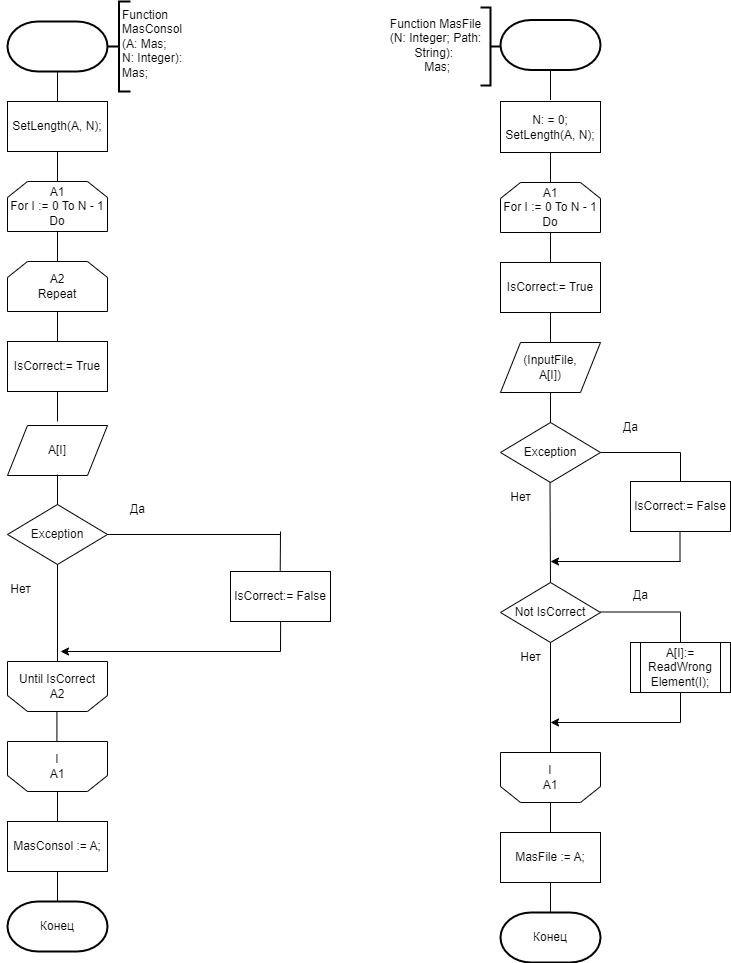 Function
MasConsol
(A: Mas;
N: Integer):
Mas;
SetLength(A, N);
A1
For I := 0 To N - 1
Do
A2
Repeat
IsCorrect:= True
A[I]
Exception
Да
Нет
IsCorrect:= False
Until IsCorrect
A2
I
A1
MasConsol := A;
Конец
Function MasFile
(N: Integer; Path:
String):
Mas;
N: = 0;
SetLength(A, N);
A1
For I := 0 To N - 1
Do
IsCorrect:= True
(InputFile,
A[I])
Exception
Да
Нет
IsCorrect:= False
Not IsCorrect
Да
Нет
A[I]:=
ReadWrong
Element(I);
I
A1
MasFile := A;
Конец